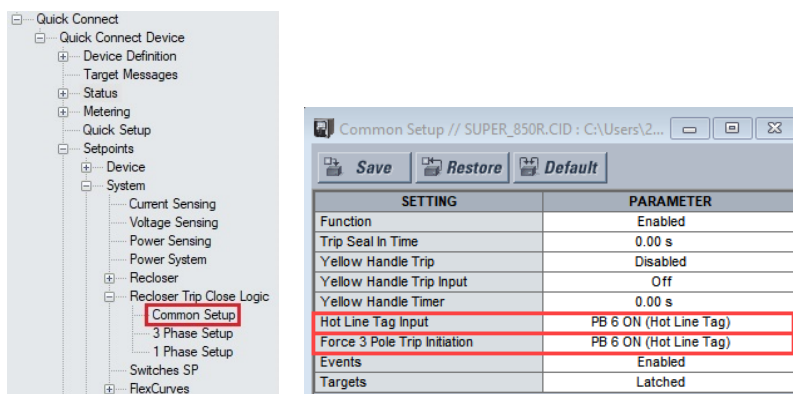 Quick Connect
Quick Connect Device
Device Definition
Target Messages
Status
Metering
Quick Setup
Setpoints
Device
System
Current Sensing
Voltage Sensing
Power Sensing
Power System
Recloser
Recloser Trip Close Logic
Common Setup
3 Phase Setup
1 Phase Setup
Switches SP
FlexCurves
Common Setup // SUPER_850R.CID : C:\Users\2...
Save Restore Default
SETTING PARAMETER
Function Enabled
Trip Seal In Time 0.00 s
Yellow Handle Trip Disabled
Yellow Handle Trip Input Off
Yellow Handle Timer 0.00 s
Hot Line Tag Input PB 6 ON (Hot Line Tag)
Force 3 Pole Trip Initiation PB 6 ON (Hot Line Tag)
Events Enabled
Targets Latched